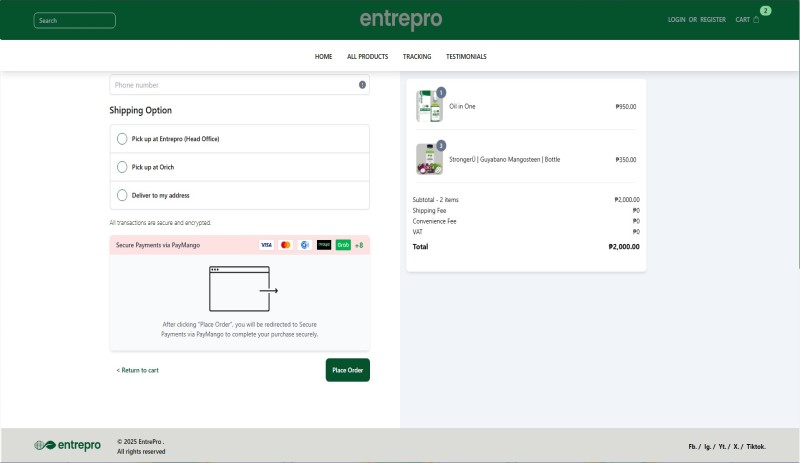 Search
entrepro
LOGIN OR REGISTER
CART
2
HOME
ALL PRODUCTS
TRACKING
TESTIMONIALS
Phone number
Shipping Option
Pick up at Entrepro (Head Office)
Pick up at Orich
Deliver to my address
All transactions are secure and encrypted.
Secure Payments via PayMango
VISA
Grab
+8
After clicking "Place Order", you will be redirected to Secure
Payments via PayMango to complete your purchase securely.
< Return to cart
Place Order
1
Oil in One
₱950.00
3
StrongerÜ | Guyabano Mangosteen | Bottle
₱350.00
Subtotal - 2 items ₱2,000.00
Shipping Fee ₱0
Convenience Fee ₱0
VAT ₱0
Total ₱2,000.00
entrepro
© 2025 EntrePro .
All rights reserved
Fb. / Ig. / Yt. / X. / Tiktok.